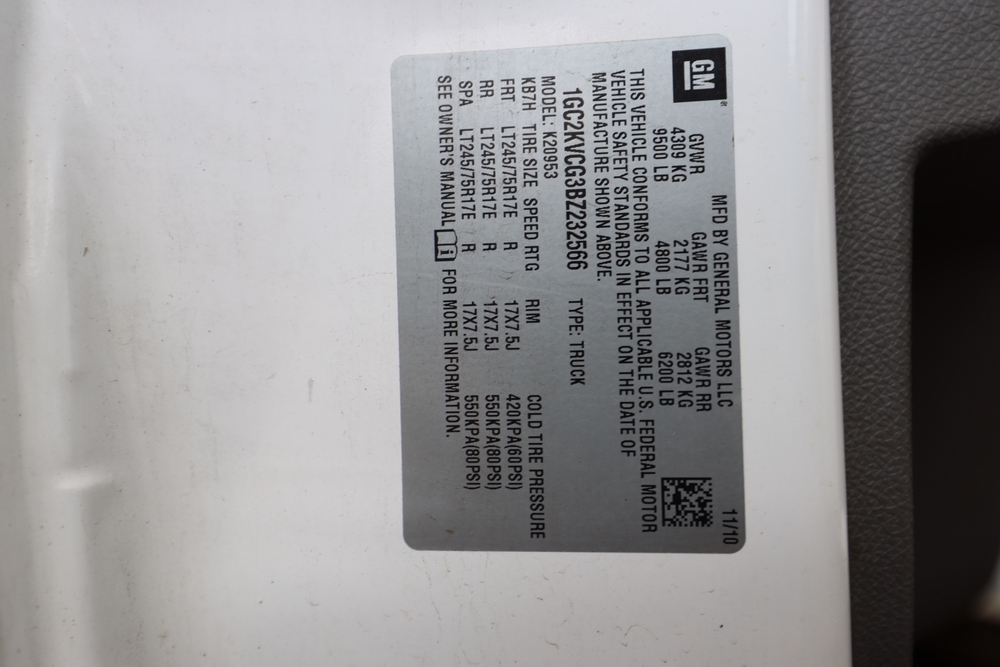 GM®
MFD BY GENERAL MOTORS LLC 11/10
GVWR GAWR FRT GAWR RR
4309 KG 2177 KG 2812 KG
9500 LB 4800 LB 6200 LB
THIS VEHICLE CONFORMS TO ALL APPLICABLE U.S. FEDERAL MOTOR
VEHICLE SAFETY STANDARDS IN EFFECT ON THE DATE OF
MANUFACTURE SHOWN ABOVE.
1GC2KVCG3BZ232566 TYPE: TRUCK
MODEL: K20953
KB7H TIRE SIZE SPEED RTG RIM COLD TIRE PRESSURE
FRT LT245/75R17E R 17X7.5J 420KPA(60PSI)
RR LT245/75R17E R 17X7.5J 550KPA(80PSI)
SPA LT245/75R17E R 17X7.5J 550KPA(80PSI)
SEE OWNER'S MANUAL i FOR MORE INFORMATION.